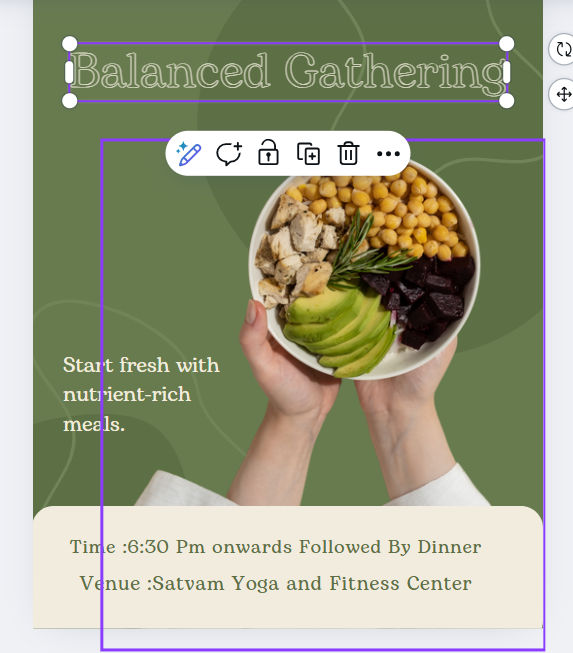 Balanced Gathering
Start fresh with
nutrient-rich
meals.
Time :6:30 Pm onwards Followed By Dinner
Venue :Satvam Yoga and Fitness Center